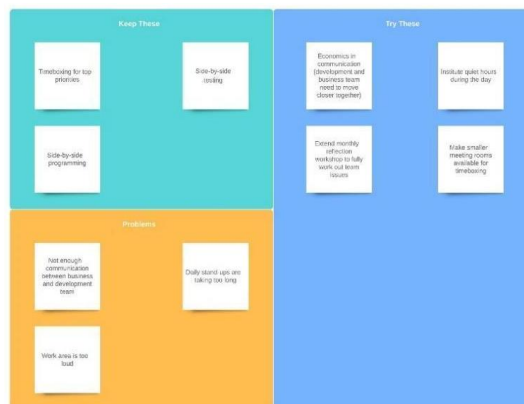 Keep These
Timeboxing for top
priorities
Side-by-side
testing
Side-by-side
programming
Problems
Not enough
communication
between business
and development
team
Daily stand-ups are
taking too long
Work area is too
loud
Try These
Economics in
communication
(development and
business team
need to move
closer together)
Institute quiet hours
during the day
Extend monthly
reflection
workshop to fully
work out team
issues
Make smaller
meeting rooms
available for
timeboxing